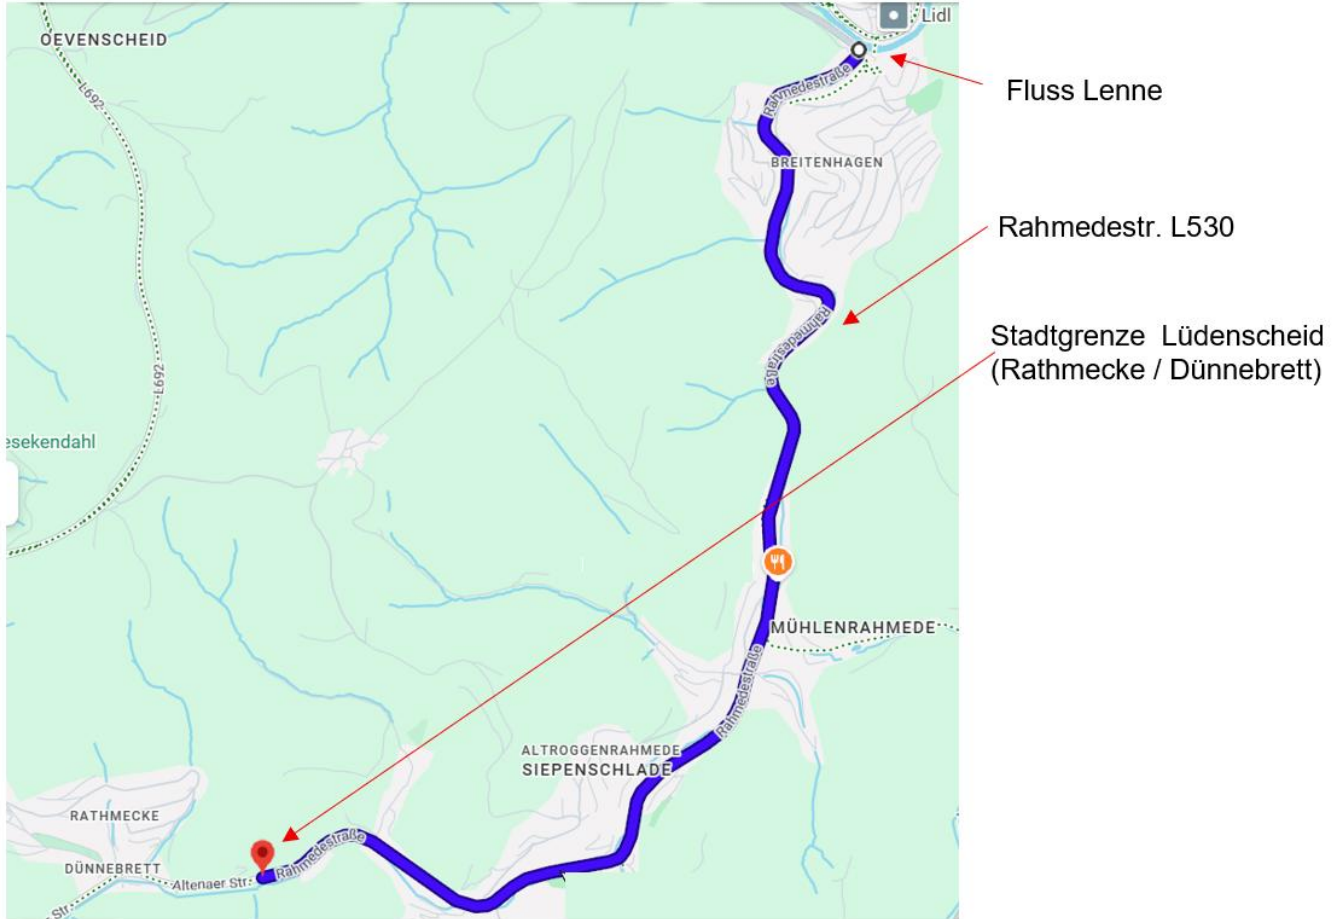 Lidl
OEVENSCHEID
Fluss Lenne
L692
Rahmedestraße
BREITENHAGEN
Rahmedestr. L530
Rahmedestraße
Stadtgrenze Lüdenscheid
(Rathmecke / Dünnebrett)
L692
esekendahl
MÜHLENRAHMEDE
Rahmedestraße
ALTROGGENRAHMEDE
SIEPENSCHLADE
RATHMECKE
Rahmedestraße
DÜNNEBRETT
Altenaer Str.
Str.